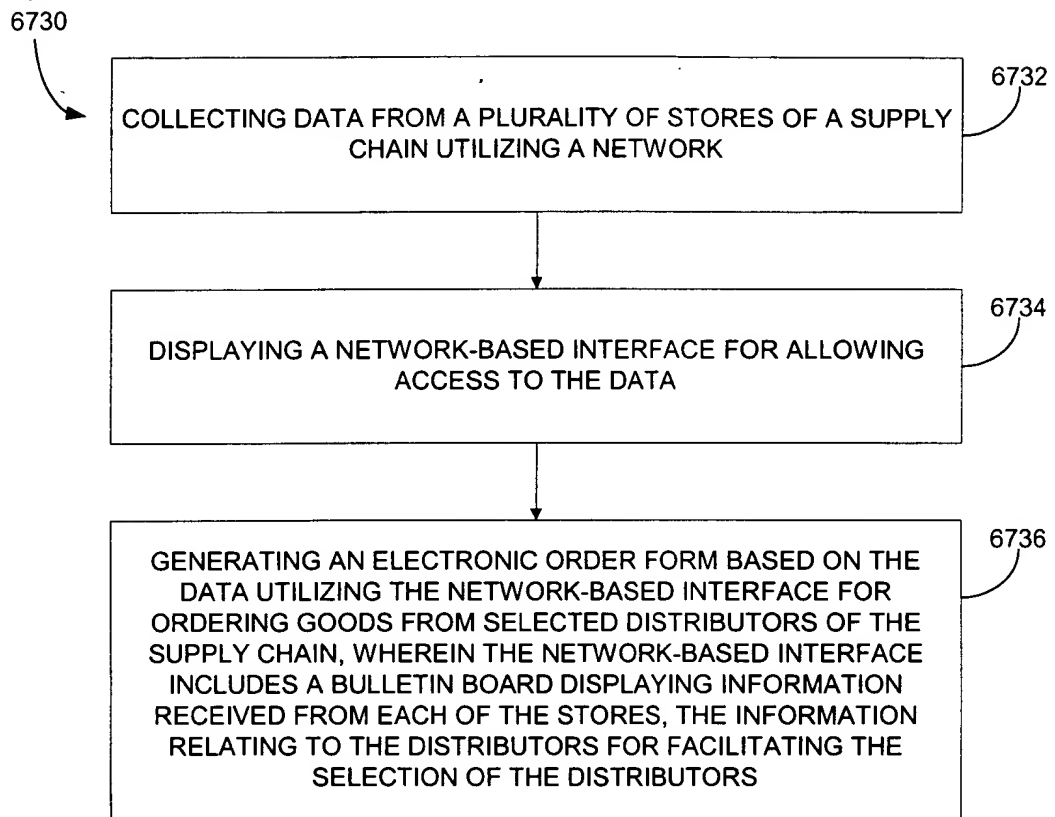 6730
6732
COLLECTING DATA FROM A PLURALITY OF STORES OF A SUPPLY
CHAIN UTILIZING A NETWORK
6734
DISPLAYING A NETWORK-BASED INTERFACE FOR ALLOWING
ACCESS TO THE DATA
6736
GENERATING AN ELECTRONIC ORDER FORM BASED ON THE
DATA UTILIZING THE NETWORK-BASED INTERFACE FOR
ORDERING GOODS FROM SELECTED DISTRIBUTORS OF THE
SUPPLY CHAIN, WHEREIN THE NETWORK-BASED INTERFACE
INCLUDES A BULLETIN BOARD DISPLAYING INFORMATION
RECEIVED FROM EACH OF THE STORES, THE INFORMATION
RELATING TO THE DISTRIBUTORS FOR FACILITATING THE
SELECTION OF THE DISTRIBUTORS